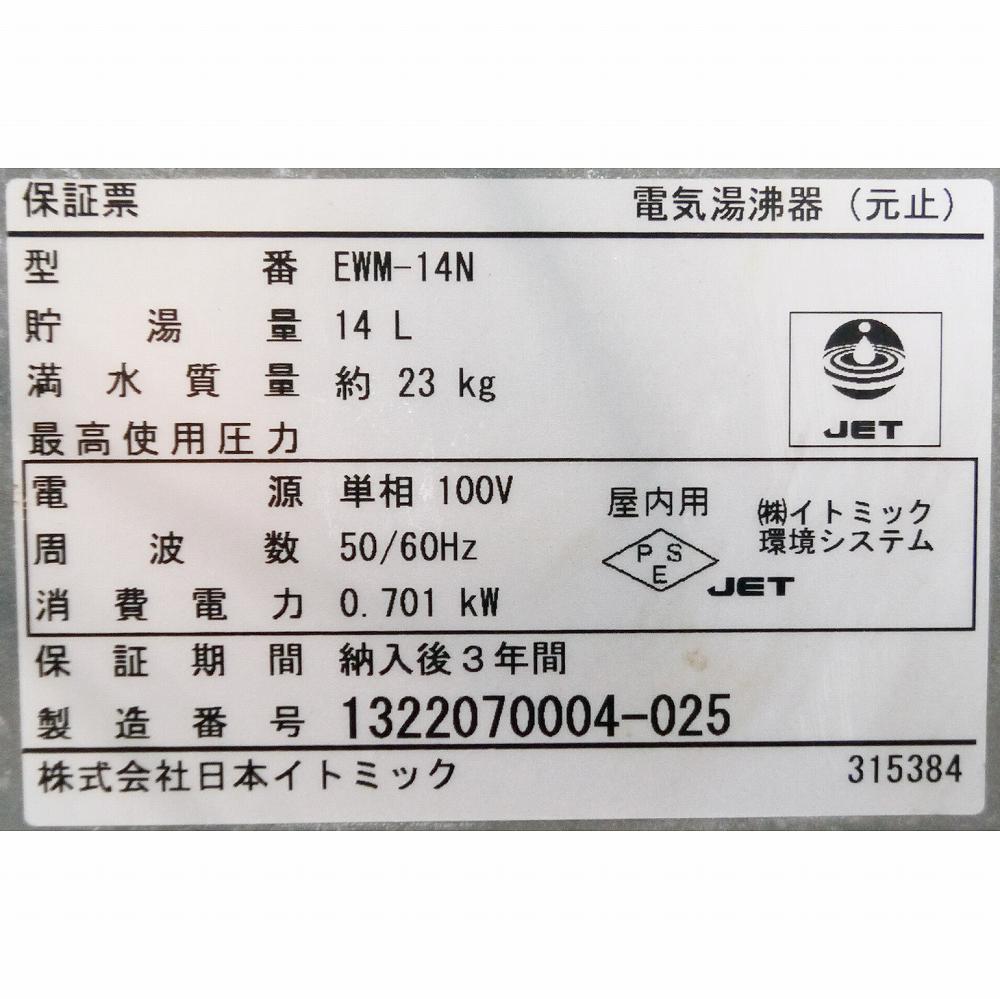 保証票 電気湯沸器（元止）
型番 EWM-14N
貯湯量 14 L
満水質量 約 23 kg
JET
最高使用圧力
電源 単相 100V
周波数 50/60Hz
消費電力 0.701 kW
屋内用
PSE
JET
㈱イトミック
環境システム
保証期間 納入後３年間
製造番号 1322070004-025
株式会社日本イトミック 315384